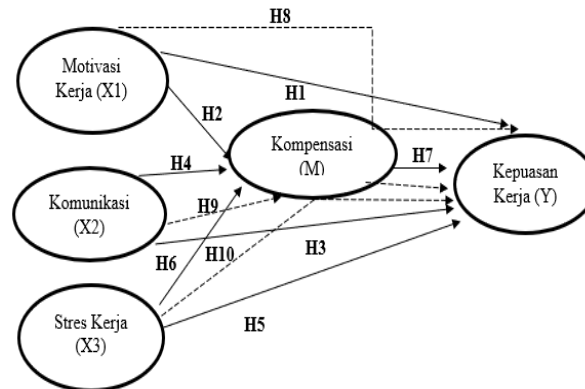 H8
Motivasi
Kerja (X1)
H1
H2
Kompensasi
(M)
H7
H4
Kepuasan
Kerja (Y)
Komunikasi
(X2)
H9
H6
H10
H3
Stres Kerja
(X3)
H5